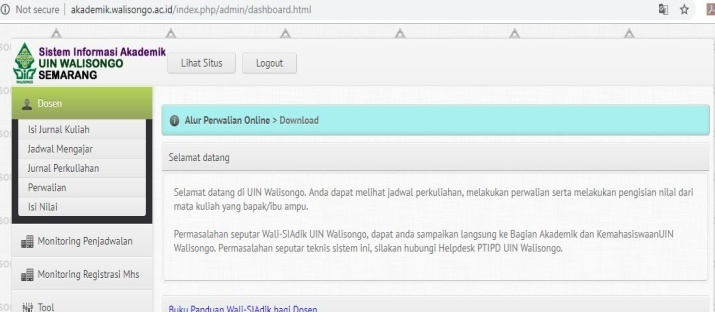 Not secure | akademik.walisongo.ac.id/index.php/admin/dashboard.html
Sistem Informasi Akademik
UIN WALISONGO
SEMARANG
Lihat Situs
Logout
Dosen
Isi Jurnal Kuliah
Jadwal Mengajar
Jurnal Perkuliahan
Perwalian
Isi Nilai
Monitoring Penjadwalan
Monitoring Registrasi Mhs
Tool
Alur Perwalian Online > Download
Selamat datang
Selamat datang di UIN Walisongo. Anda dapat melihat jadwal perkuliahan, melakukan perwalian serta melakukan pengisian nilai dari
mata kuliah yang bapak/ibu ampu.
Permasalahan seputar Wali-SIAdik UIN Walisongo, dapat anda sampaikan langsung ke Bagian Akademik dan KemahasiswaanUIN
Walisongo. Permasalahan seputar teknis sistem ini, silakan hubungi Helpdesk PTIPD UIN Walisongo.
Buku Panduan Wali-SIAdik bagi Dosen